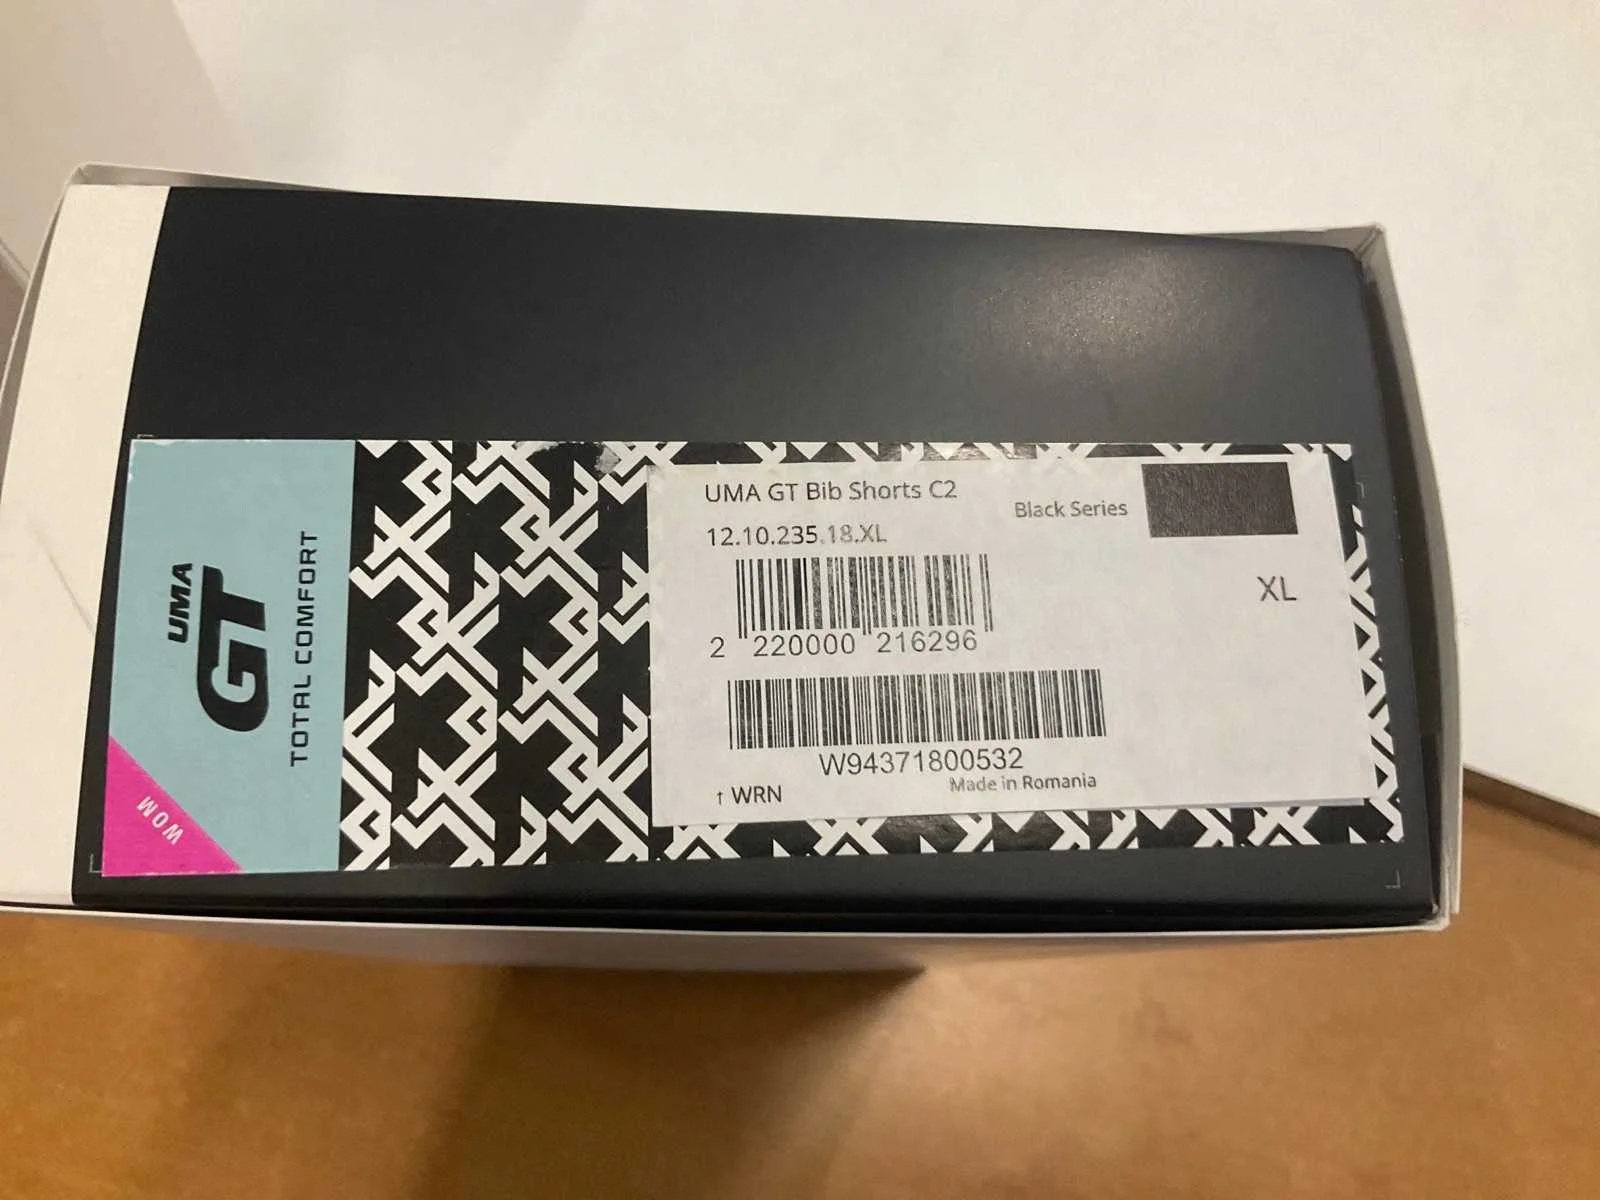 UMA
GT
TOTAL COMFORT
WOM
UMA GT Bib Shorts C2
Black Series
12.10.235.18.XL
XL
2 220000 216296
W94371800532
Made in Romania
↑ WRN